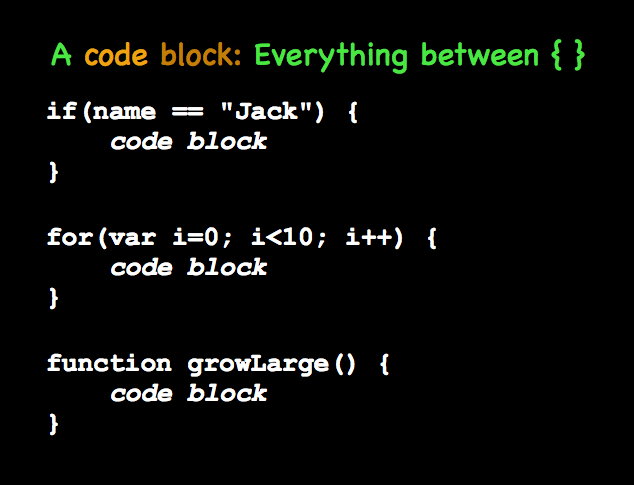 A code block: Everything between { }
if(name == "Jack") {
    code block
}
for(var i=0; i<10; i++) {
    code block
}
function growLarge() {
    code block
}